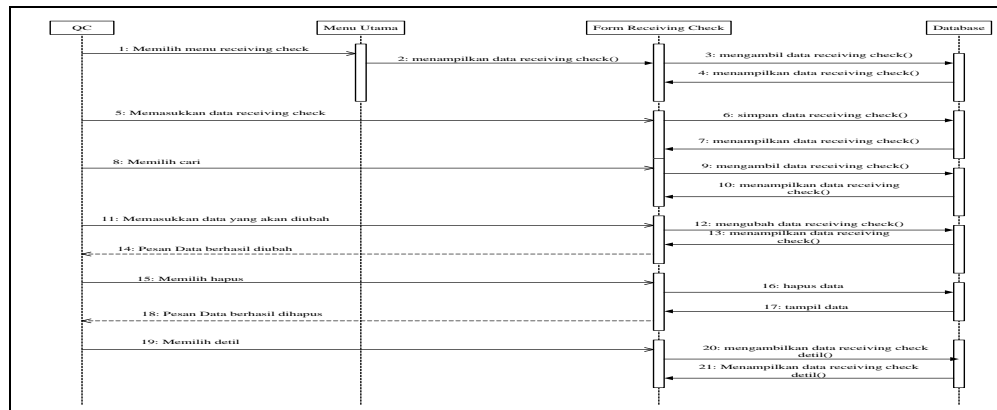 QC
Menu Utama
Form Receiving Check
Database
1: Memilih menu receiving check
2: menampilkan data receiving check()
3: mengambil data receiving check()
4: menampilkan data receiving check()
5: Memasukkan data receiving check
6: simpan data receiving check()
7: menampilkan data receiving check()
8: Memilih cari
9: mengambil data receiving check()
10: menampilkan data receiving
check()
11: Memasukkan data yang akan diubah
12: mengubah data receiving check()
13: menampilkan data receiving
check()
14: Pesan Data berhasil diubah
15: Memilih hapus
16: hapus data
17: tampil data
18: Pesan Data berhasil dihapus
19: Memilih detil
20: mengambilkan data receiving check
detil()
21: Menampilkan data receiving check
detil()